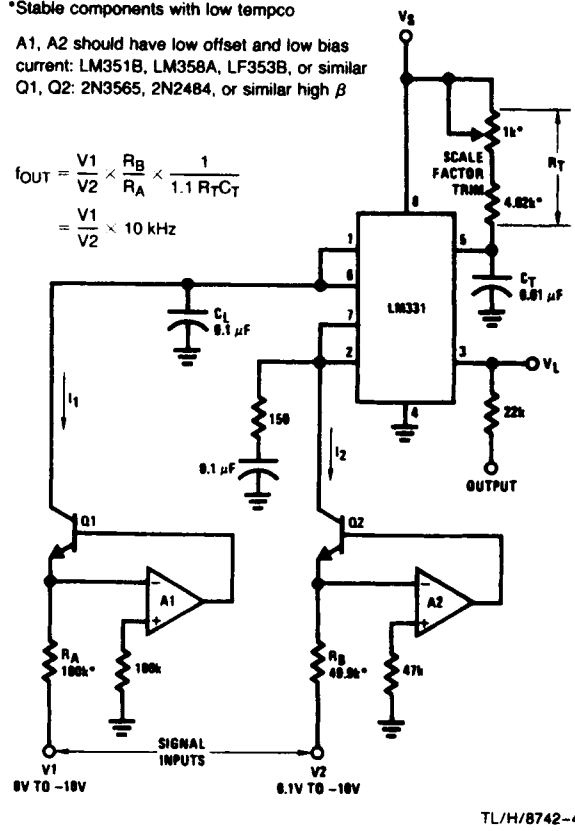 *Stable components with low tempco
A1, A2 should have low offset and low bias
current: LM351B, LM358A, LF353B, or similar
Q1, Q2: 2N3565, 2N2484, or similar high β
fOUT = V1/V2 × RB/RA × 1/1.1 RTCT
= V1/V2 × 10 kHz
VS
1k*
SCALE
FACTOR
TRIM
RT
4.02k*
8
1
6
7
2
5
3
4
LM331
CT
0.01 μF
CL
0.1 μF
VL
22k
OUTPUT
150
0.1 μF
I1
I2
Q1
Q2
A1
A2
−
+
−
+
RA
100k*
100k
RB
49.9k*
47k
SIGNAL
INPUTS
V1
0V TO −10V
V2
0.1V TO −10V
TL/H/8742-4